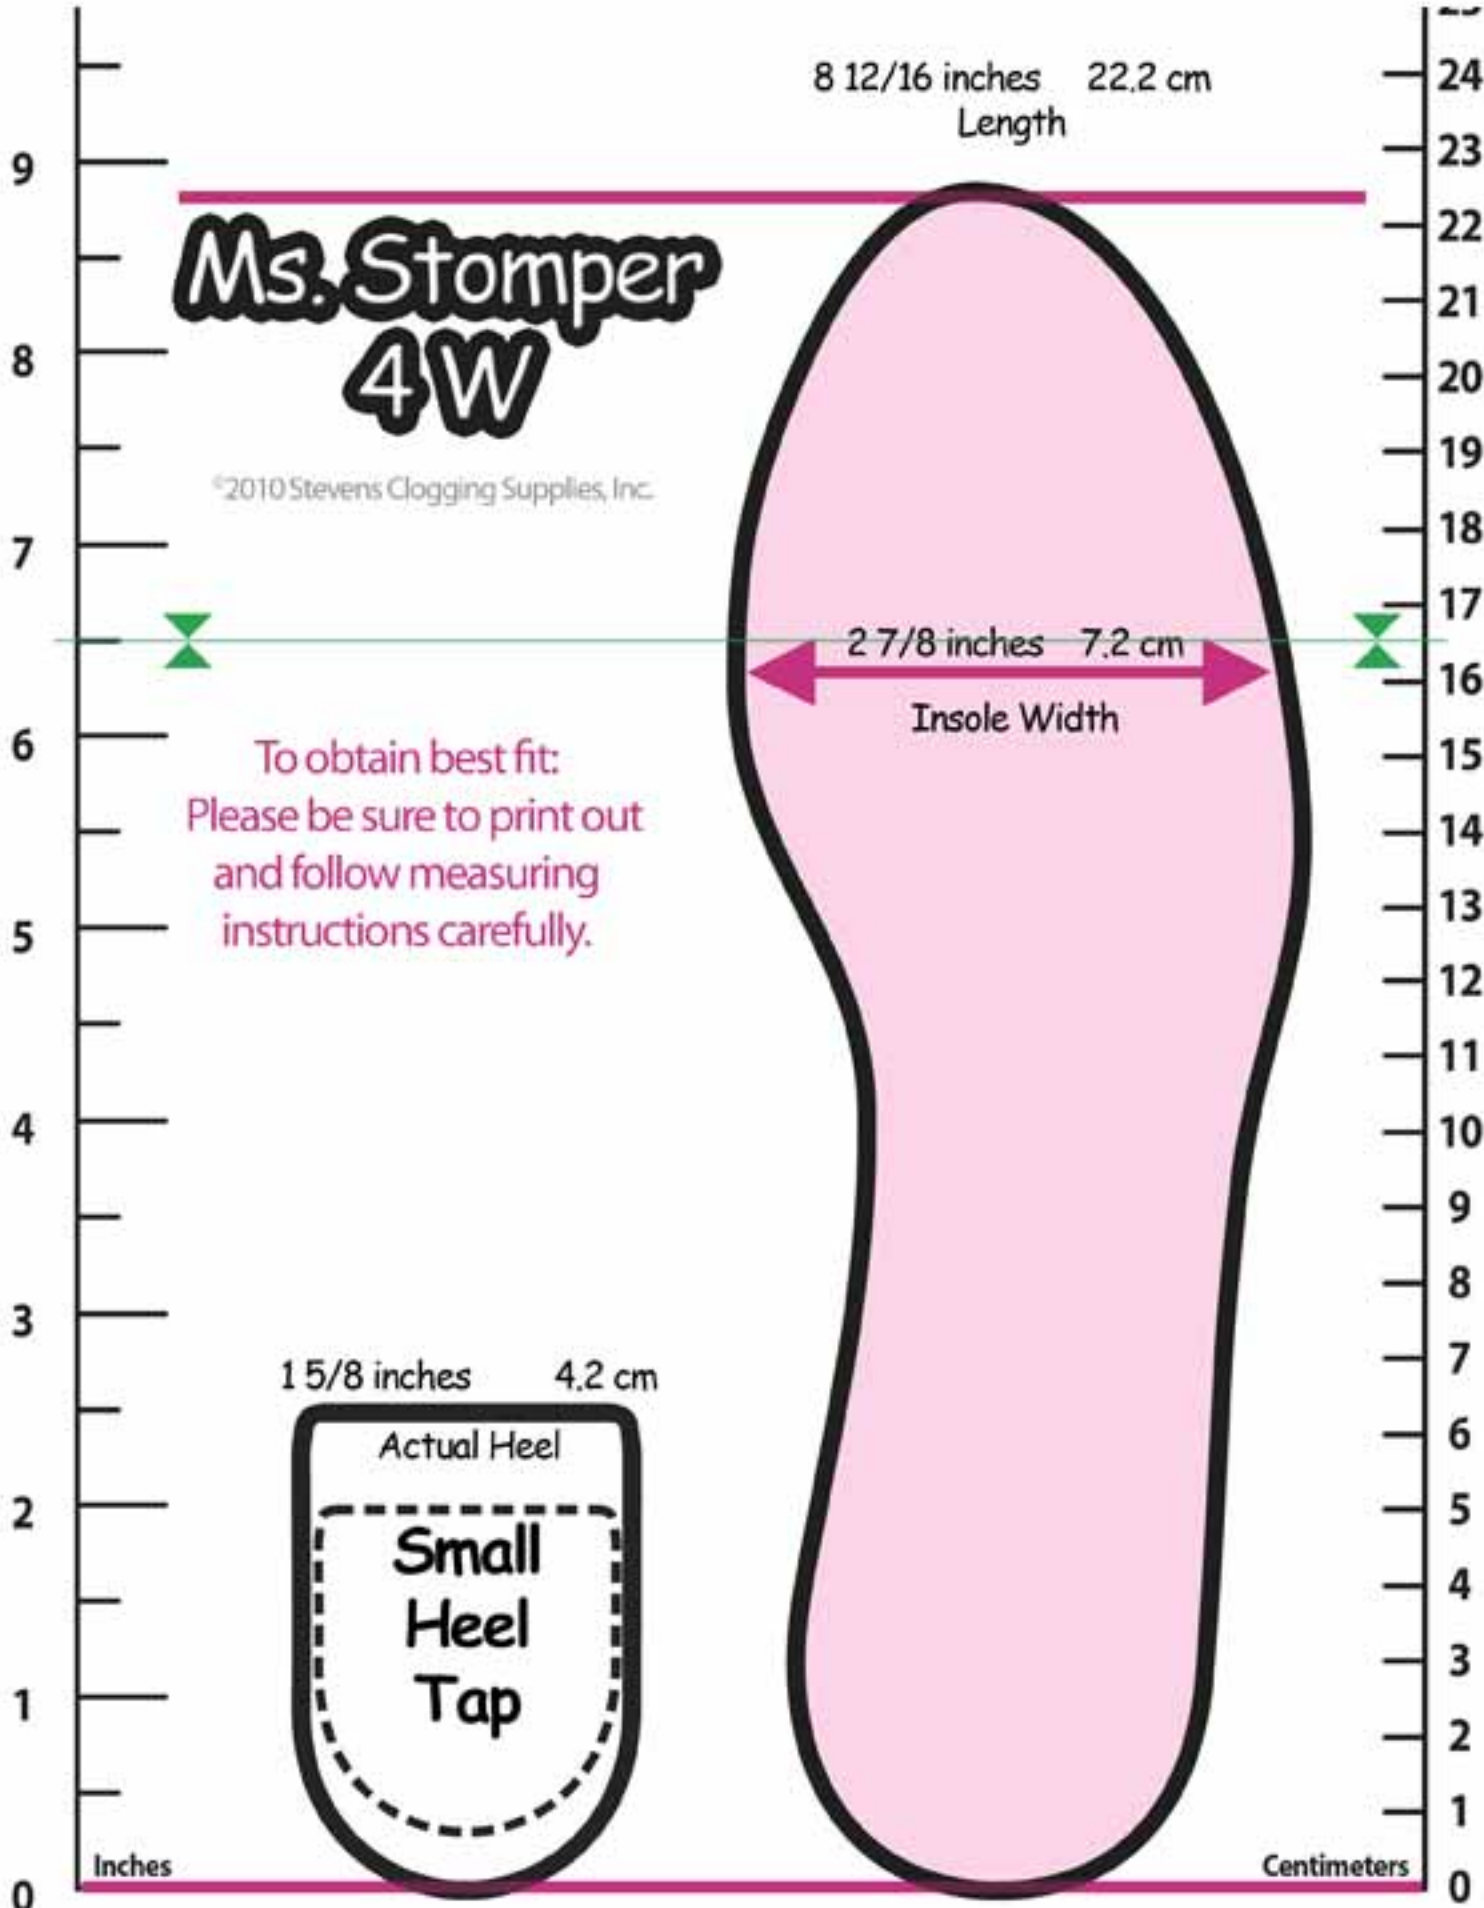 8 12/16 inches 22.2 cm
Length
Ms. Stomper
4 W
©2010 Stevens Clogging Supplies, Inc.
2 7/8 inches 7.2 cm
Insole Width
To obtain best fit:
Please be sure to print out
and follow measuring
instructions carefully.
1 5/8 inches 4.2 cm
Actual Heel
Small
Heel
Tap
Inches
Centimeters
9
8
7
6
5
4
3
2
1
0
24
23
22
21
20
19
18
17
16
15
14
13
12
11
10
9
8
7
6
5
4
3
2
1
0